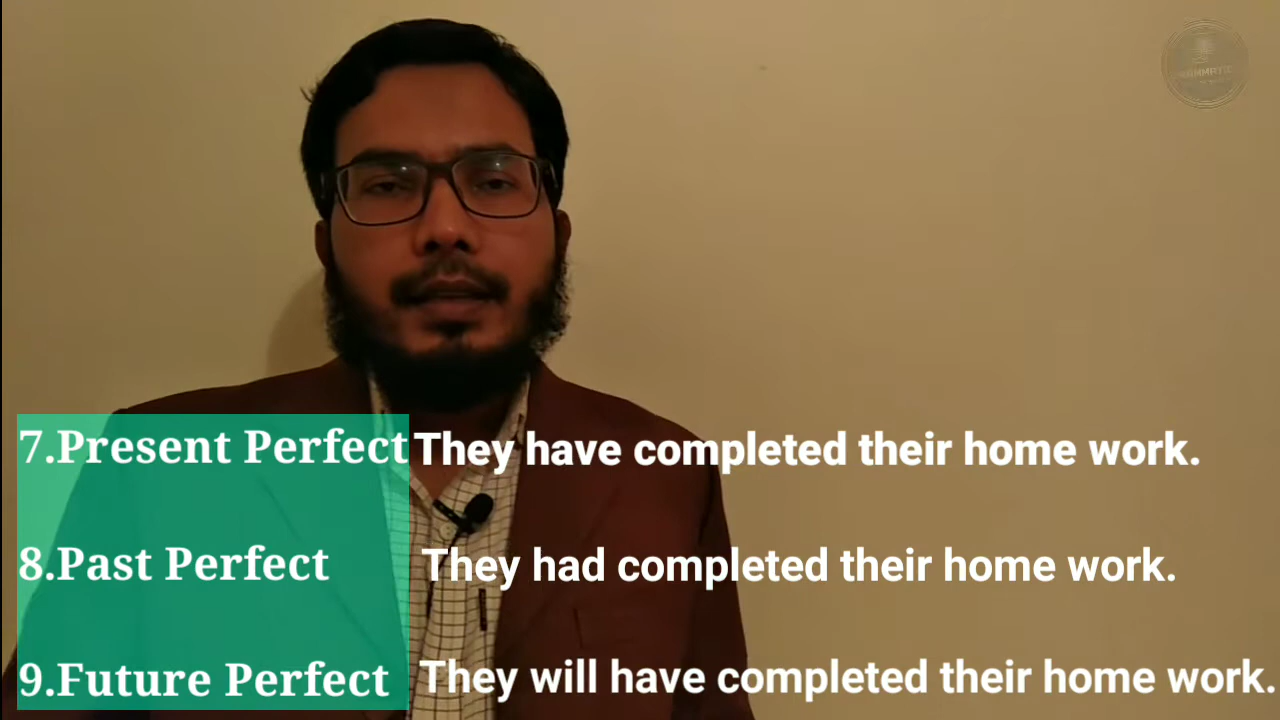 7.Present Perfect They have completed their home work.
8.Past Perfect They had completed their home work.
9.Future Perfect They will have completed their home work.